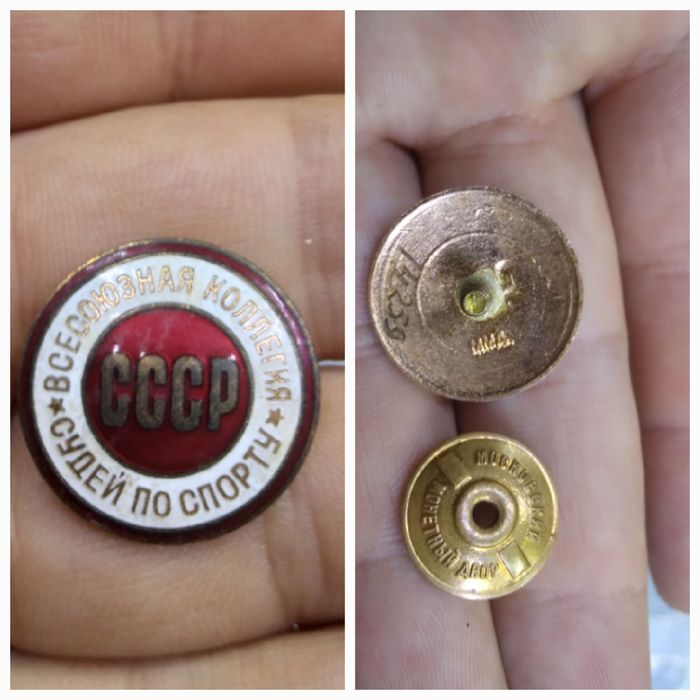 ВСЕСОЮЗНАЯ КОЛЛЕГИЯ
СССР
СУДЕЙ ПО СПОРТУ
ММД.
МОСКОВСКИЙ
МОНЕТНЫЙ ДВОР